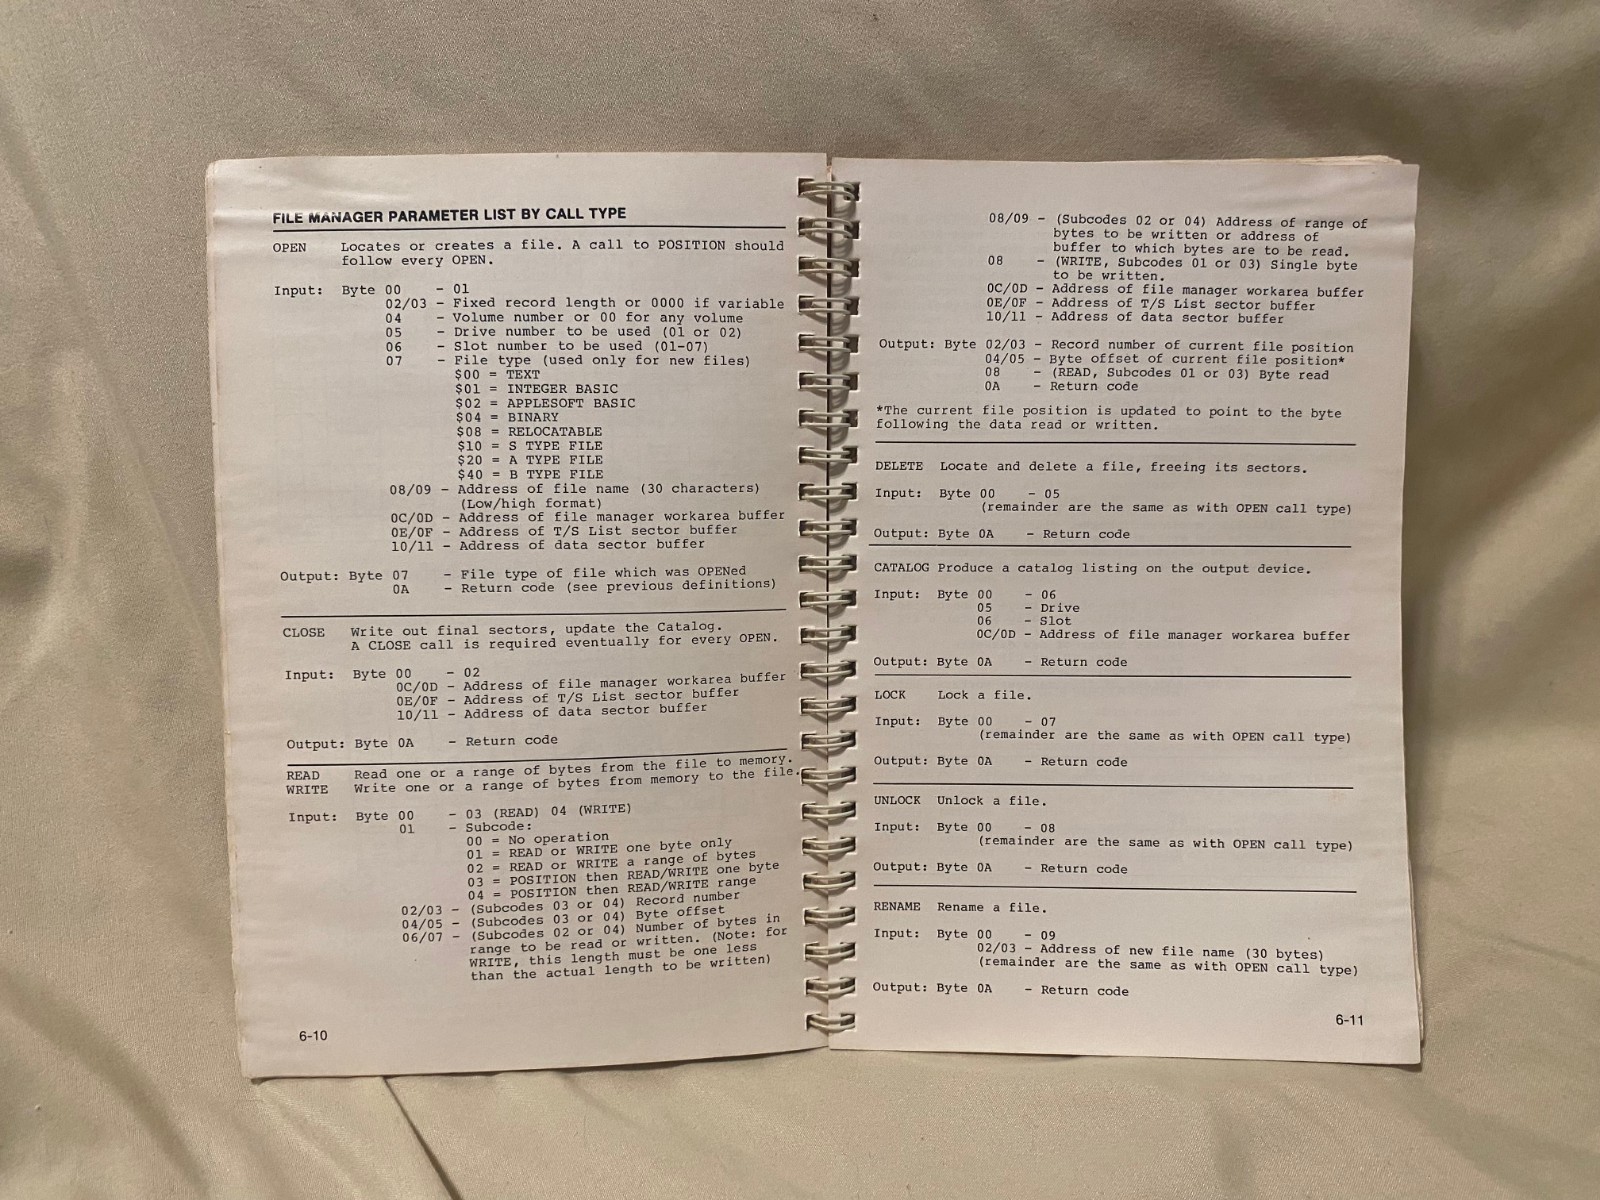 FILE MANAGER PARAMETER LIST BY CALL TYPE
OPEN Locates or creates a file. A call to POSITION should
follow every OPEN.
Input: Byte 00 - 01
02/03 - Fixed record length or 0000 if variable
04 - Volume number or 00 for any volume
05 - Drive number to be used (01 or 02)
06 - Slot number to be used (01-07)
07 - File type (used only for new files)
$00 = TEXT
$01 = INTEGER BASIC
$02 = APPLESOFT BASIC
$04 = BINARY
$08 = RELOCATABLE
$10 = S TYPE FILE
$20 = A TYPE FILE
$40 = B TYPE FILE
08/09 - Address of file name (30 characters)
(Low/high format)
0C/0D - Address of file manager workarea buffer
0E/0F - Address of T/S List sector buffer
10/11 - Address of data sector buffer
Output: Byte 07 - File type of file which was OPENed
0A - Return code (see previous definitions)
CLOSE Write out final sectors, update the Catalog.
A CLOSE call is required eventually for every OPEN.
Input: Byte 00 - 02
0C/0D - Address of file manager workarea buffer
0E/0F - Address of T/S List sector buffer
10/11 - Address of data sector buffer
Output: Byte 0A - Return code
READ Read one or a range of bytes from the file to memory.
WRITE Write one or a range of bytes from memory to the file.
Input: Byte 00 - 03 (READ) 04 (WRITE)
01 - Subcode:
00 = No operation
01 = READ or WRITE one byte only
02 = READ or WRITE a range of bytes
03 = POSITION then READ/WRITE one byte
04 = POSITION then READ/WRITE range
02/03 - (Subcodes 03 or 04) Record number
04/05 - (Subcodes 03 or 04) Byte offset
06/07 - (Subcodes 02 or 04) Number of bytes in
range to be read or written. (Note: for
WRITE, this length must be one less
than the actual length to be written)
6-10
08/09 - (Subcodes 02 or 04) Address of range of
bytes to be written or address of
buffer to which bytes are to be read.
08 - (WRITE, Subcodes 01 or 03) Single byte
to be written.
0C/0D - Address of file manager workarea buffer
0E/0F - Address of T/S List sector buffer
10/11 - Address of data sector buffer
Output: Byte 02/03 - Record number of current file position
04/05 - Byte offset of current file position*
08 - (READ, Subcodes 01 or 03) Byte read
0A - Return code
*The current file position is updated to point to the byte
following the data read or written.
DELETE Locate and delete a file, freeing its sectors.
Input: Byte 00 - 05
(remainder are the same as with OPEN call type)
Output: Byte 0A - Return code
CATALOG Produce a catalog listing on the output device.
Input: Byte 00 - 06
05 - Drive
06 - Slot
0C/0D - Address of file manager workarea buffer
Output: Byte 0A - Return code
LOCK Lock a file.
Input: Byte 00 - 07
(remainder are the same as with OPEN call type)
Output: Byte 0A - Return code
UNLOCK Unlock a file.
Input: Byte 00 - 08
(remainder are the same as with OPEN call type)
Output: Byte 0A - Return code
RENAME Rename a file.
Input: Byte 00 - 09
02/03 - Address of new file name (30 bytes)
(remainder are the same as with OPEN call type)
Output: Byte 0A - Return code
6-11